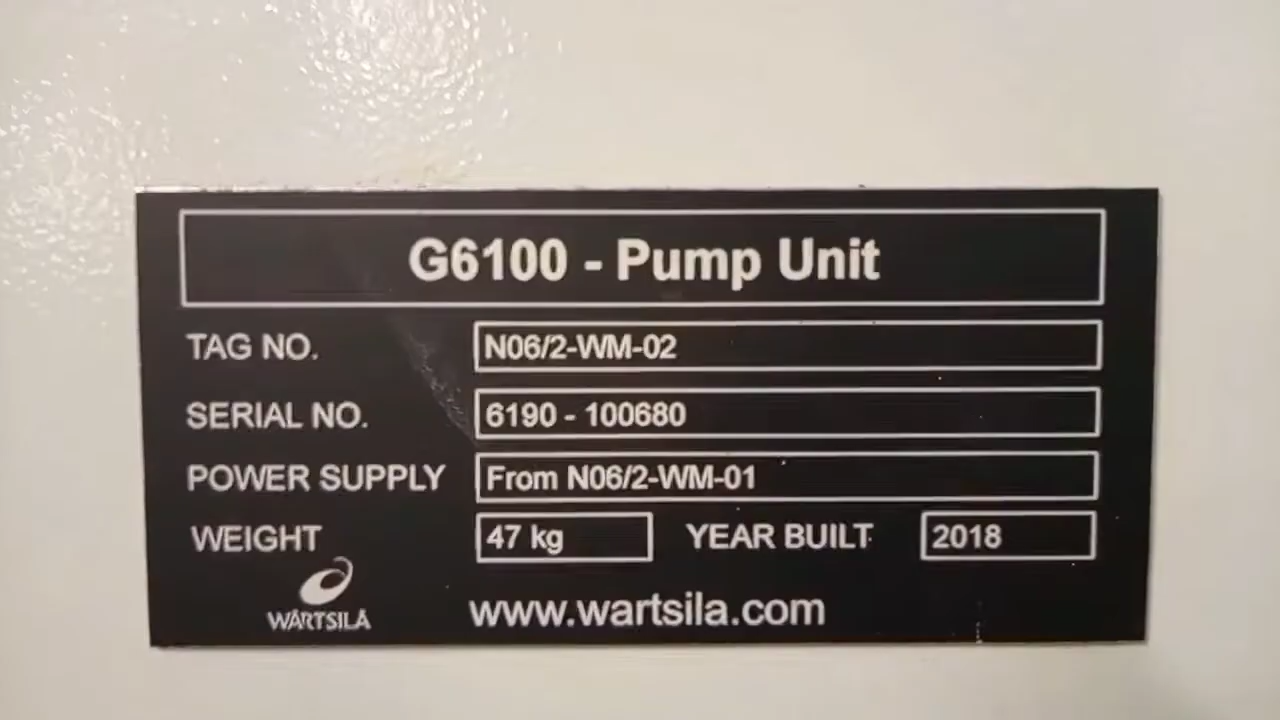 G6100 - Pump Unit
TAG NO. N06/2-WM-02
SERIAL NO. 6190 - 100680
POWER SUPPLY From N06/2-WM-01
WEIGHT 47 kg YEAR BUILT 2018
WÄRTSILÄ www.wartsila.com